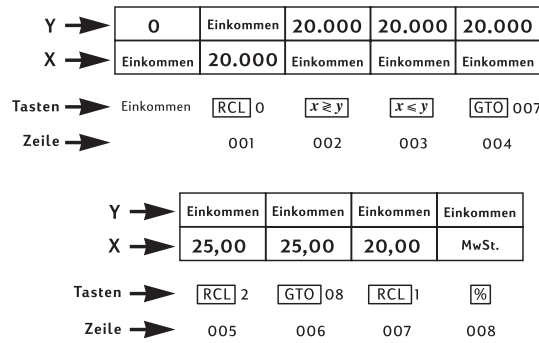 Y 0 Einkommen 20.000 20.000 20.000
X Einkommen 20.000 Einkommen Einkommen Einkommen
Tasten Einkommen RCL 0 x≷y x≤y GTO 007
Zeile 001 002 003 004
Y Einkommen Einkommen Einkommen Einkommen
X 25,00 25,00 20,00 MwSt.
Tasten RCL 2 GTO 08 RCL 1 %
Zeile 005 006 007 008